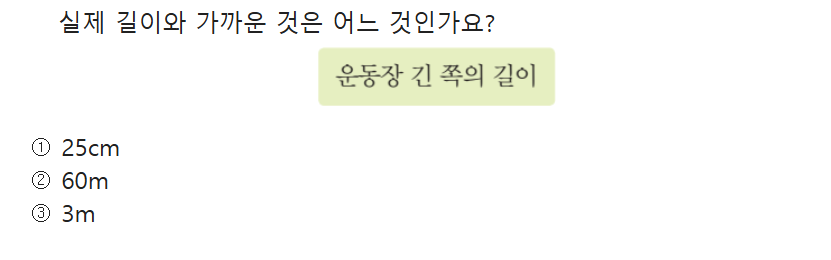 실제 길이와 가까운 것은 어느 것인가요?
운동장 긴 쪽의 길이
① 25cm
② 60m
③ 3m